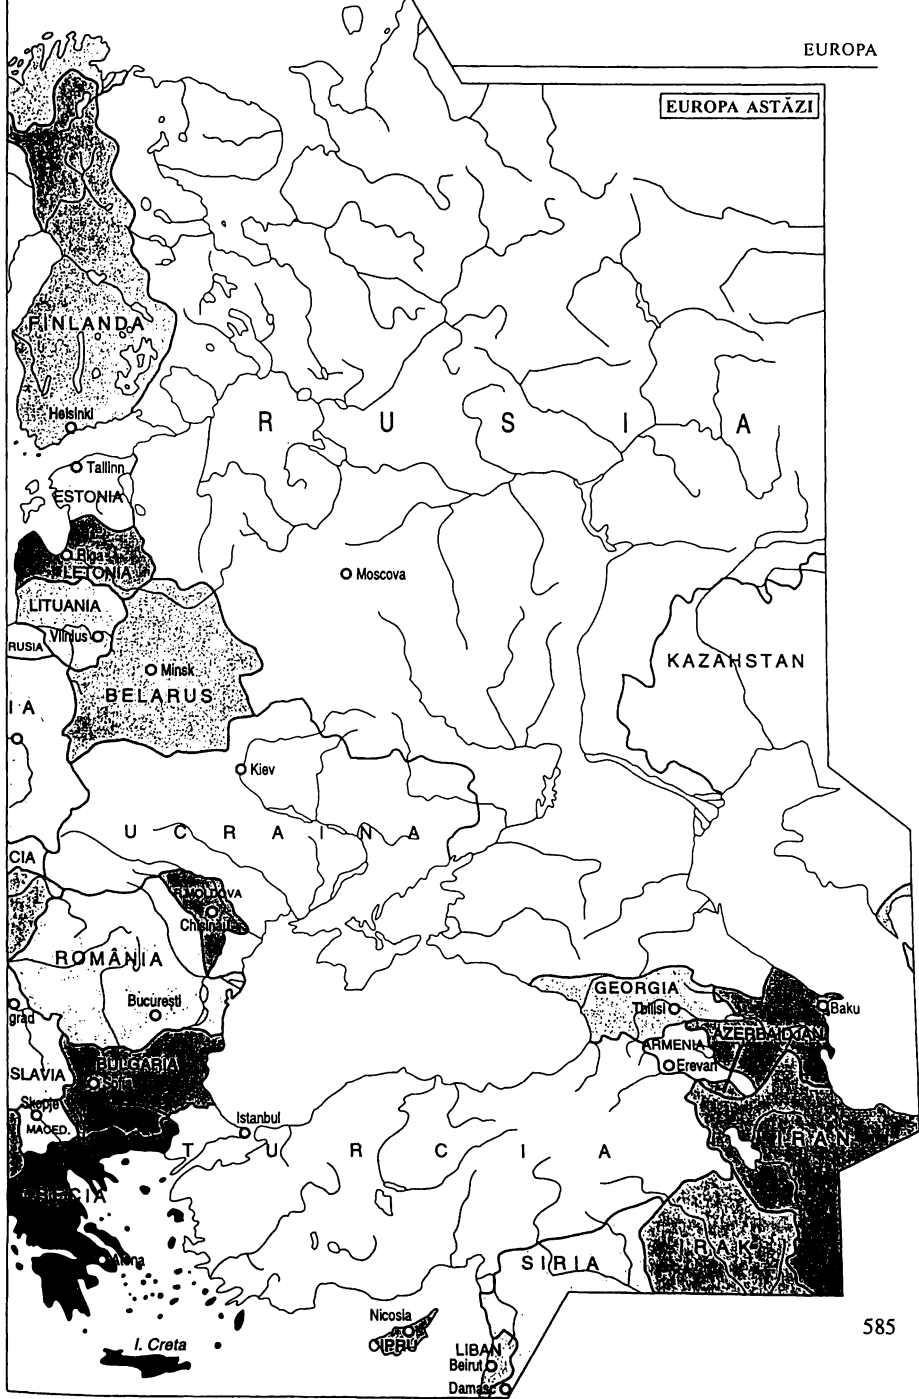 EUROPA
EUROPA ASTĂZI
FINLANDA
Helsinki
R U S I A
Tallinn
ESTONIA
Riga
LETONIA
Moscova
LITUANIA
Vilnius
RUSIA
Minsk
BELARUS
KAZAHSTAN
IA
Kiev
U C R A I N A
CIA
R.MOLDOVA
Chişinău
ROMÂNIA
Bucureşti
grad
GEORGIA
Tbilisi
Baku
AZERBAIDJAN
ARMENIA
Erevan
SLAVIA
BULGARIA
Sofia
Skopje
MACED.
Istanbul
T U R C I A
IRAN
GRECIA
Atena
IRAK
SIRIA
Nicosia
CIPRU
I. Creta
LIBAN
Beirut
Damasc
585